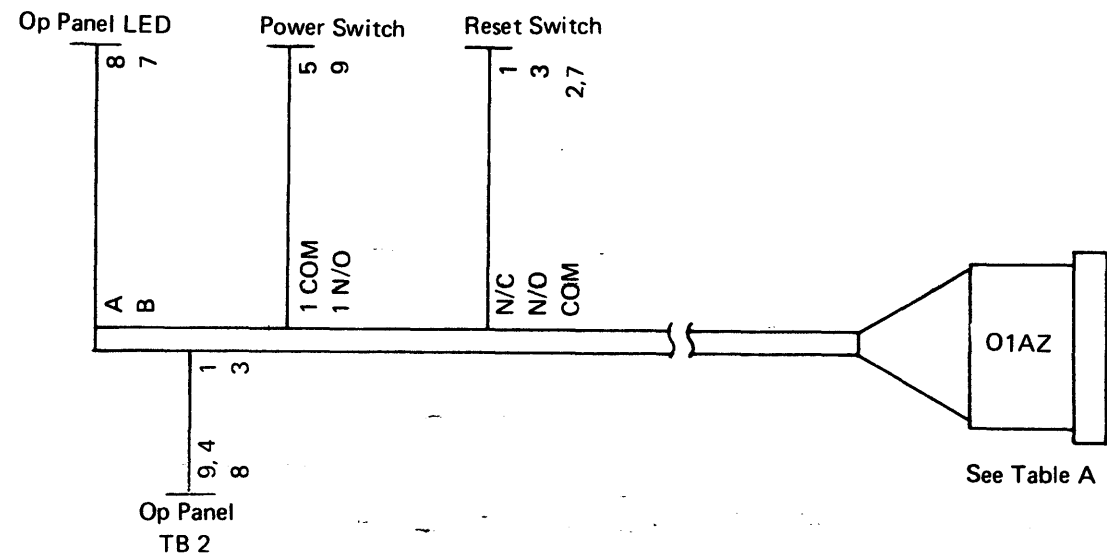 Op Panel LED
Power Switch
Reset Switch
8
7
5
9
1
3
2,7
A
B
1 COM
1 N/O
N/C
N/O
COM
01AZ
1
3
9,4
8
See Table A
Op Panel
TB 2